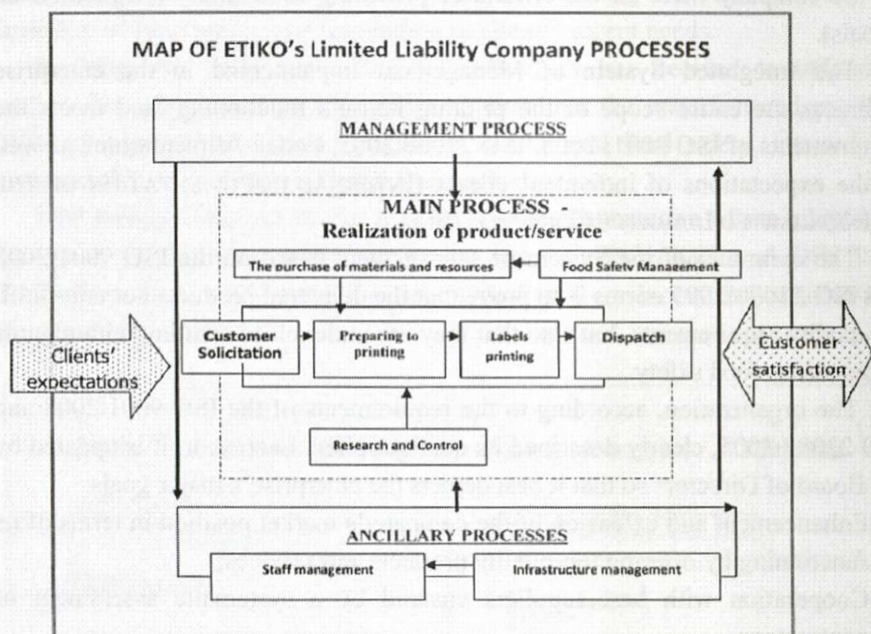 MAP OF ETIKO's Limited Liability Company PROCESSES
MANAGEMENT PROCESS
MAIN PROCESS -
Realization of product/service
The purchase of materials and resources
Food Safety Management
Clients'
expectations
Customer
Solicitation
Preparing to
printing
Labels
printing
Dispatch
Customer
satisfaction
Research and Control
ANCILLARY PROCESSES
Staff management
Infrastructure management